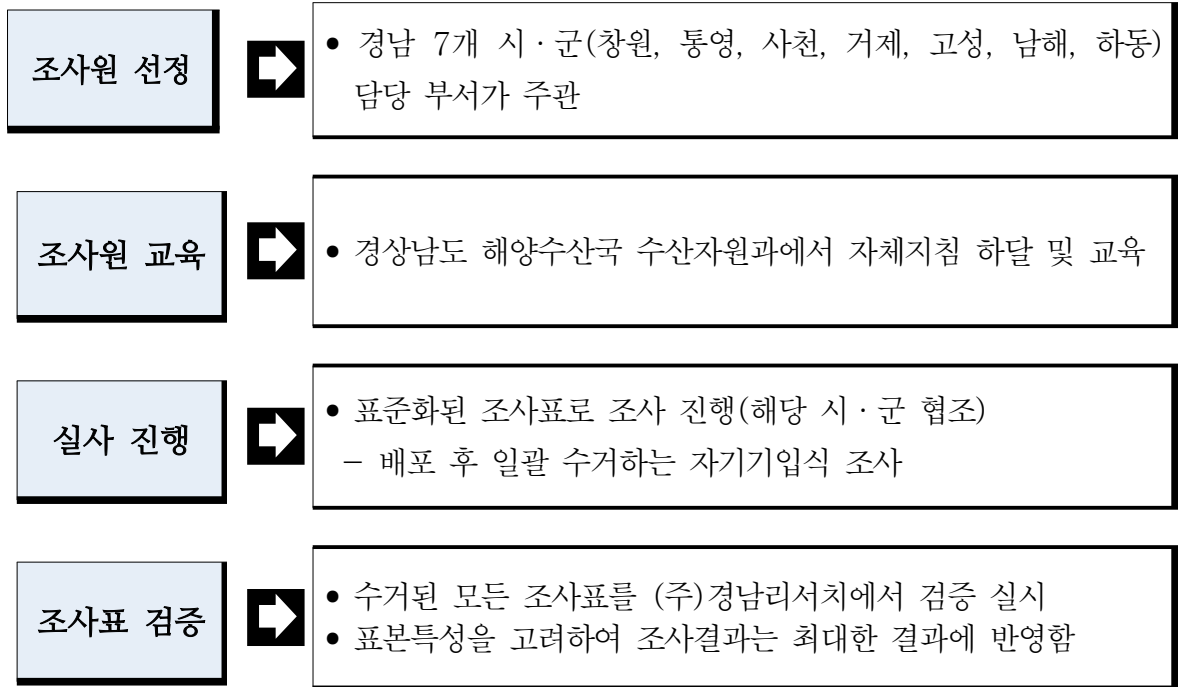 조사원 선정
• 경남 7개 시·군(창원, 통영, 사천, 거제, 고성, 남해, 하동)
담당 부서가 주관
조사원 교육
• 경상남도 해양수산국 수산자원과에서 자체지침 하달 및 교육
실사 진행
• 표준화된 조사표로 조사 진행(해당 시·군 협조)
- 배포 후 일괄 수거하는 자기기입식 조사
조사표 검증
• 수거된 모든 조사표를 (주)경남리서치에서 검증 실시
• 표본특성을 고려하여 조사결과는 최대한 결과에 반영함